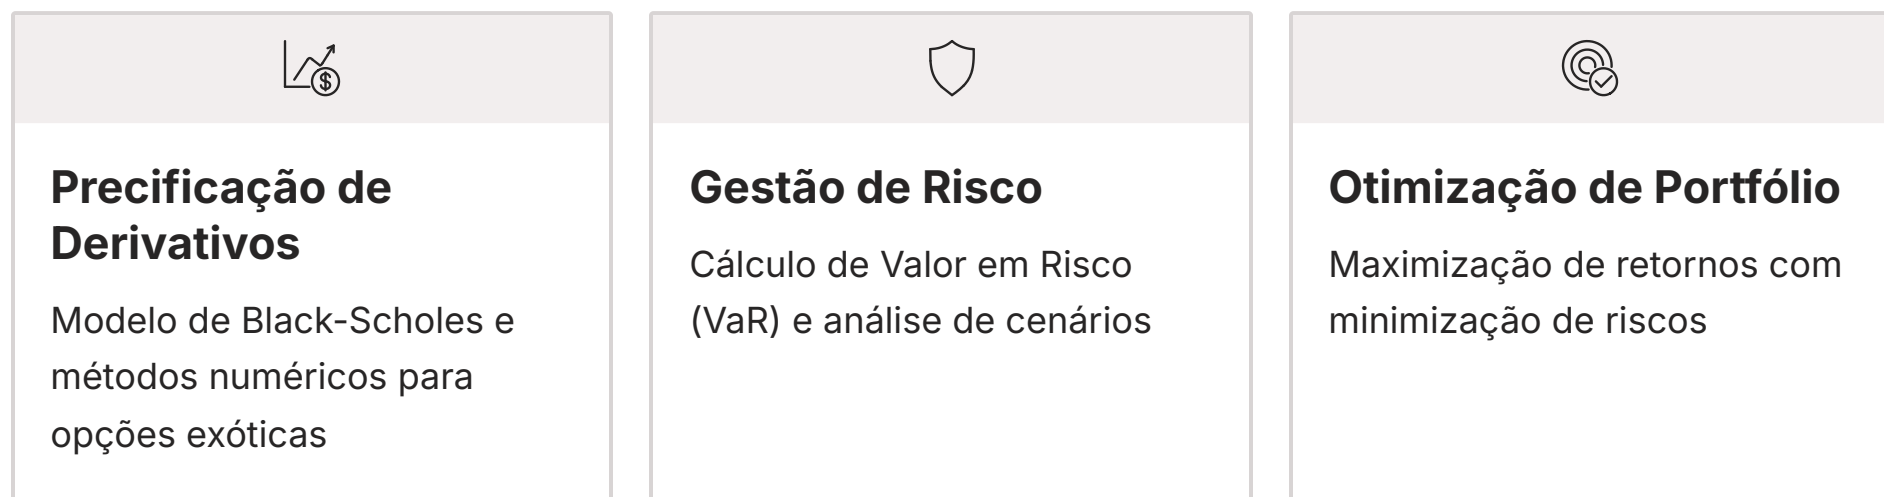 Precificação de
Derivativos
Modelo de Black-Scholes e
métodos numéricos para
opções exóticas
Gestão de Risco
Cálculo de Valor em Risco
(VaR) e análise de cenários
Otimização de Portfólio
Maximização de retornos com
minimização de riscos